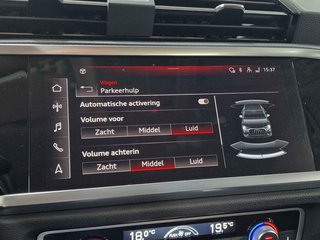 15:37
Wagen
Parkeerhulp
Automatische activering
Volume voor
Zacht Middel Luid
Volume achterin
Zacht Middel Luid
18.0°C PUSH 19.5°C